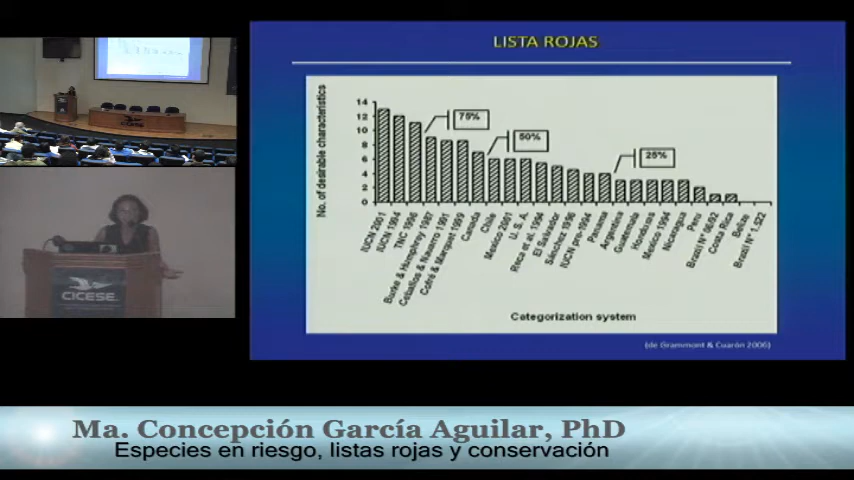 LISTA ROJAS
No. of desirable characteristics
14
12
10
8
6
4
2
0
75%
50%
25%
IUCN 2001
IUCN 1994
TNC 1996
Burke & Humphrey 1987
Ceballos & Navarro 1991
Cofré & Marquet 1999
Canada
Chile
Mexico 2001
U. S. A.
Reca et al. 1994
El Salvador
Sánchez 1996
IUCN pre-1994
Panama
Argentina
Guatemala
Honduras
Mexico 1994
Nicaragua
Peru
Costa Rica
Belize
Categorization system
(de Grammont & Cuarón 2006)
CICESE
CICESE
Ma. Concepción García Aguilar, PhD
Especies en riesgo, listas rojas y conservación